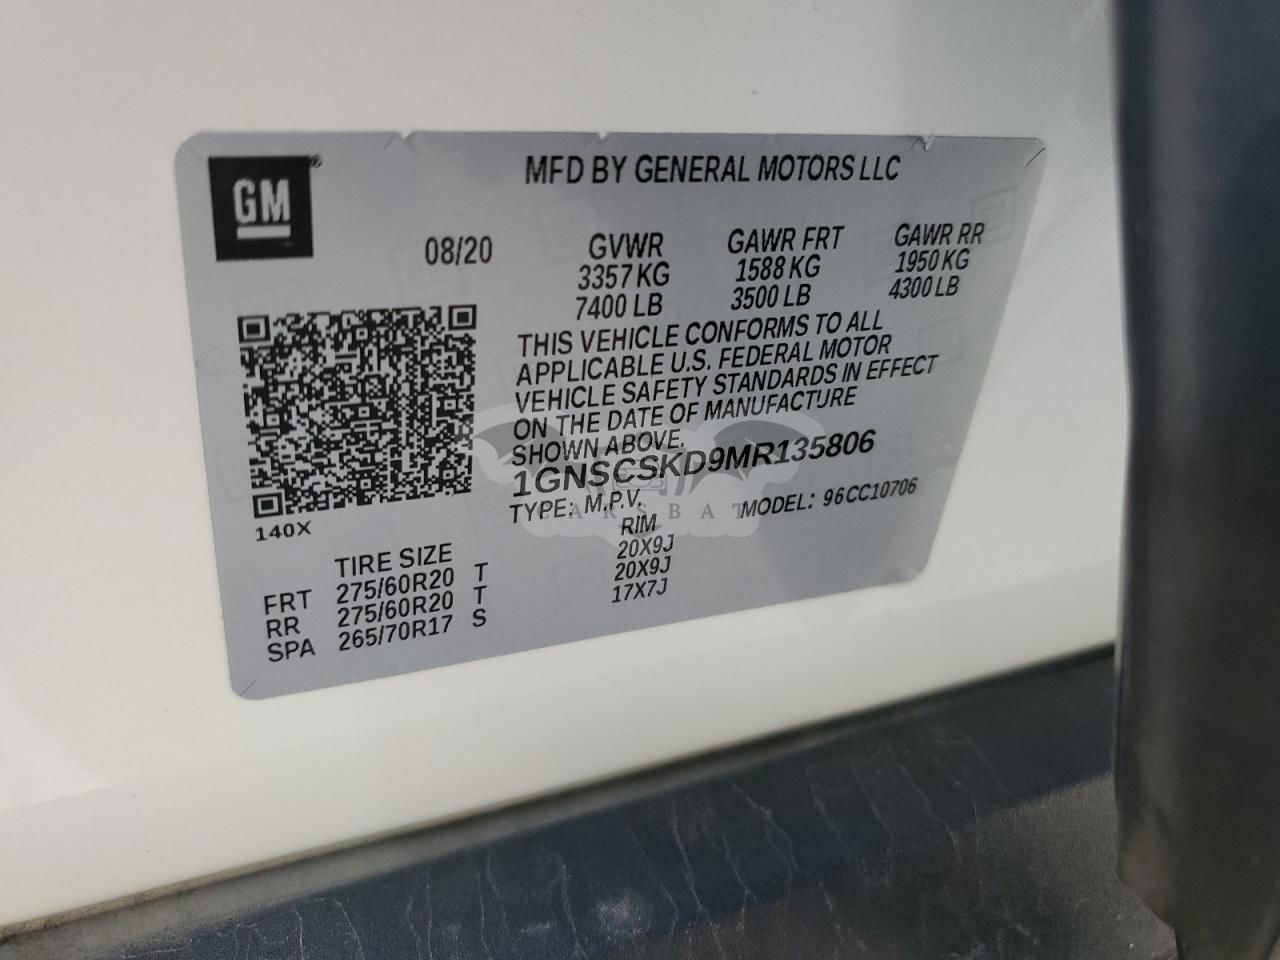 GM®
MFD BY GENERAL MOTORS LLC
08/20
GVWR
3357 KG
7400 LB
GAWR FRT
1588 KG
3500 LB
GAWR RR
1950 KG
4300 LB
THIS VEHICLE CONFORMS TO ALL
APPLICABLE U.S. FEDERAL MOTOR
VEHICLE SAFETY STANDARDS IN EFFECT
ON THE DATE OF MANUFACTURE
SHOWN ABOVE.
1GNSCSKD9MR135806
TYPE: M.P.V.
MODEL: 96CC10706
CARSBAT
140X
TIRE SIZE RIM
FRT 275/60R20 T 20X9J
RR 275/60R20 T 20X9J
SPA 265/70R17 S 17X7J